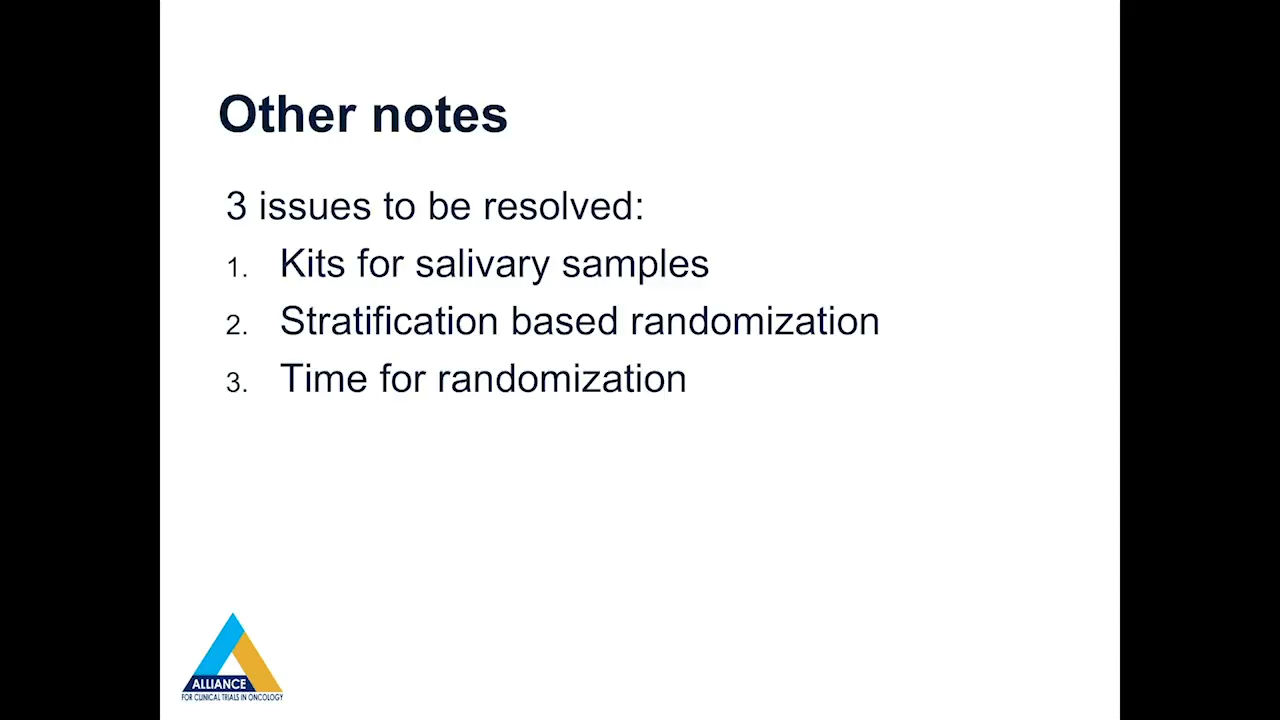 Other notes
3 issues to be resolved:
1. Kits for salivary samples
2. Stratification based randomization
3. Time for randomization
ALLIANCE
FOR CLINICAL TRIALS IN ONCOLOGY